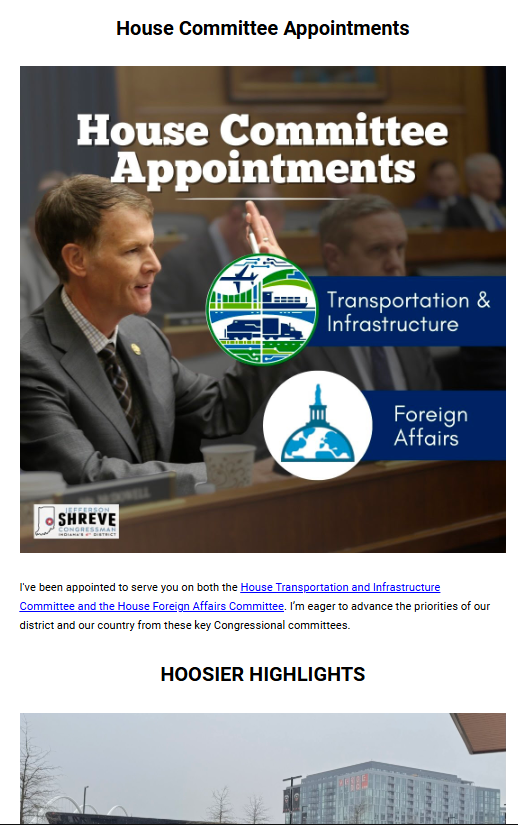 House Committee Appointments
House Committee
Appointments
Transportation &
Infrastructure
Foreign
Affairs
JEFFERSON
SHREVE
CONGRESSMAN
INDIANA'S 6TH DISTRICT
I've been appointed to serve you on both the House Transportation and Infrastructure
Committee and the House Foreign Affairs Committee. I'm eager to advance the priorities of our
district and our country from these key Congressional committees.
HOOSIER HIGHLIGHTS